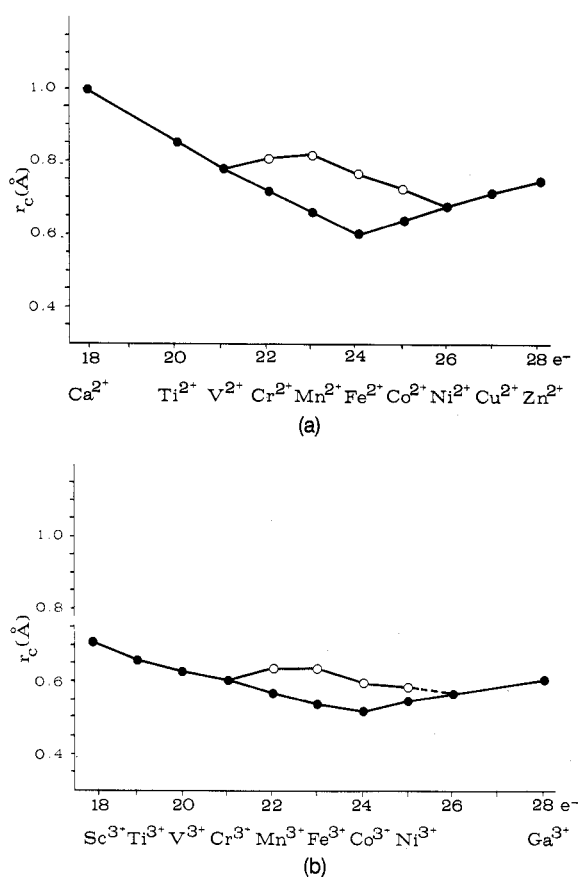 1.0
0.8
0.6
0.4
r_c(Å)
18 20 22 24 26 28 e⁻
Ca²⁺ Ti²⁺ V²⁺ Cr²⁺ Mn²⁺ Fe²⁺ Co²⁺ Ni²⁺ Cu²⁺ Zn²⁺
(a)
1.0
0.8
0.6
0.4
r_c(Å)
18 20 22 24 26 28 e⁻
Sc³⁺ Ti³⁺ V³⁺ Cr³⁺ Mn³⁺ Fe³⁺ Co³⁺ Ni³⁺ Ga³⁺
(b)